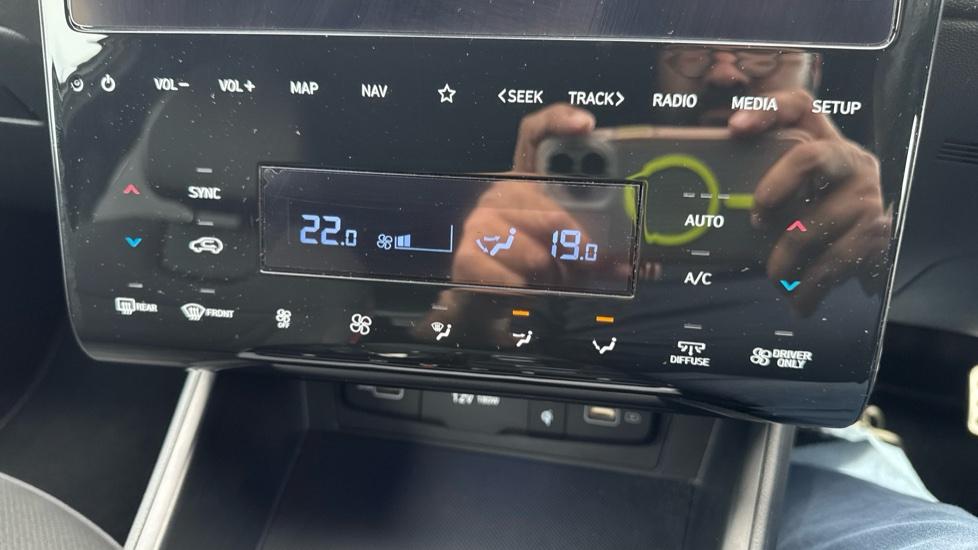 VOL− VOL+ MAP NAV <SEEK TRACK> RADIO MEDIA SETUP
SYNC AUTO
22.0 19.0
A/C
REAR FRONT OFF DIFFUSE DRIVER ONLY
12V 180W